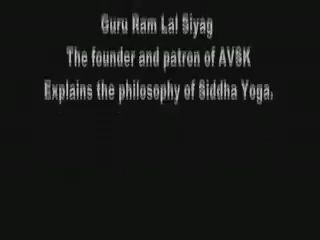 Guru Ram Lal Siyag
The founder and patron of AVSK
Explains the philosophy of Siddha Yoga.